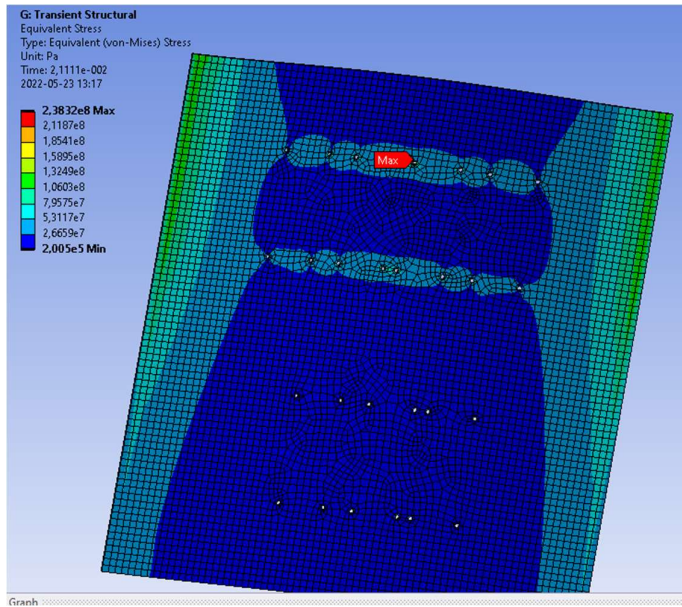 G: Transient Structural
Equivalent Stress
Type: Equivalent (von-Mises) Stress
Unit: Pa
Time: 2,1111e-002
2022-05-23 13:17
2,3832e8 Max
2,1187e8
1,8541e8
1,5895e8
1,3249e8
1,0603e8
7,9575e7
5,3117e7
2,6659e7
2,005e5 Min
Max
Graph